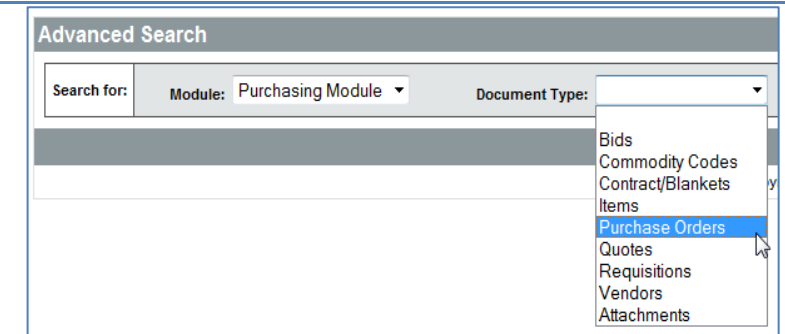 Advanced Search
Search for: Module: Purchasing Module Document Type:
Bids
Commodity Codes
Contract/Blankets
Items
Purchase Orders
Quotes
Requisitions
Vendors
Attachments